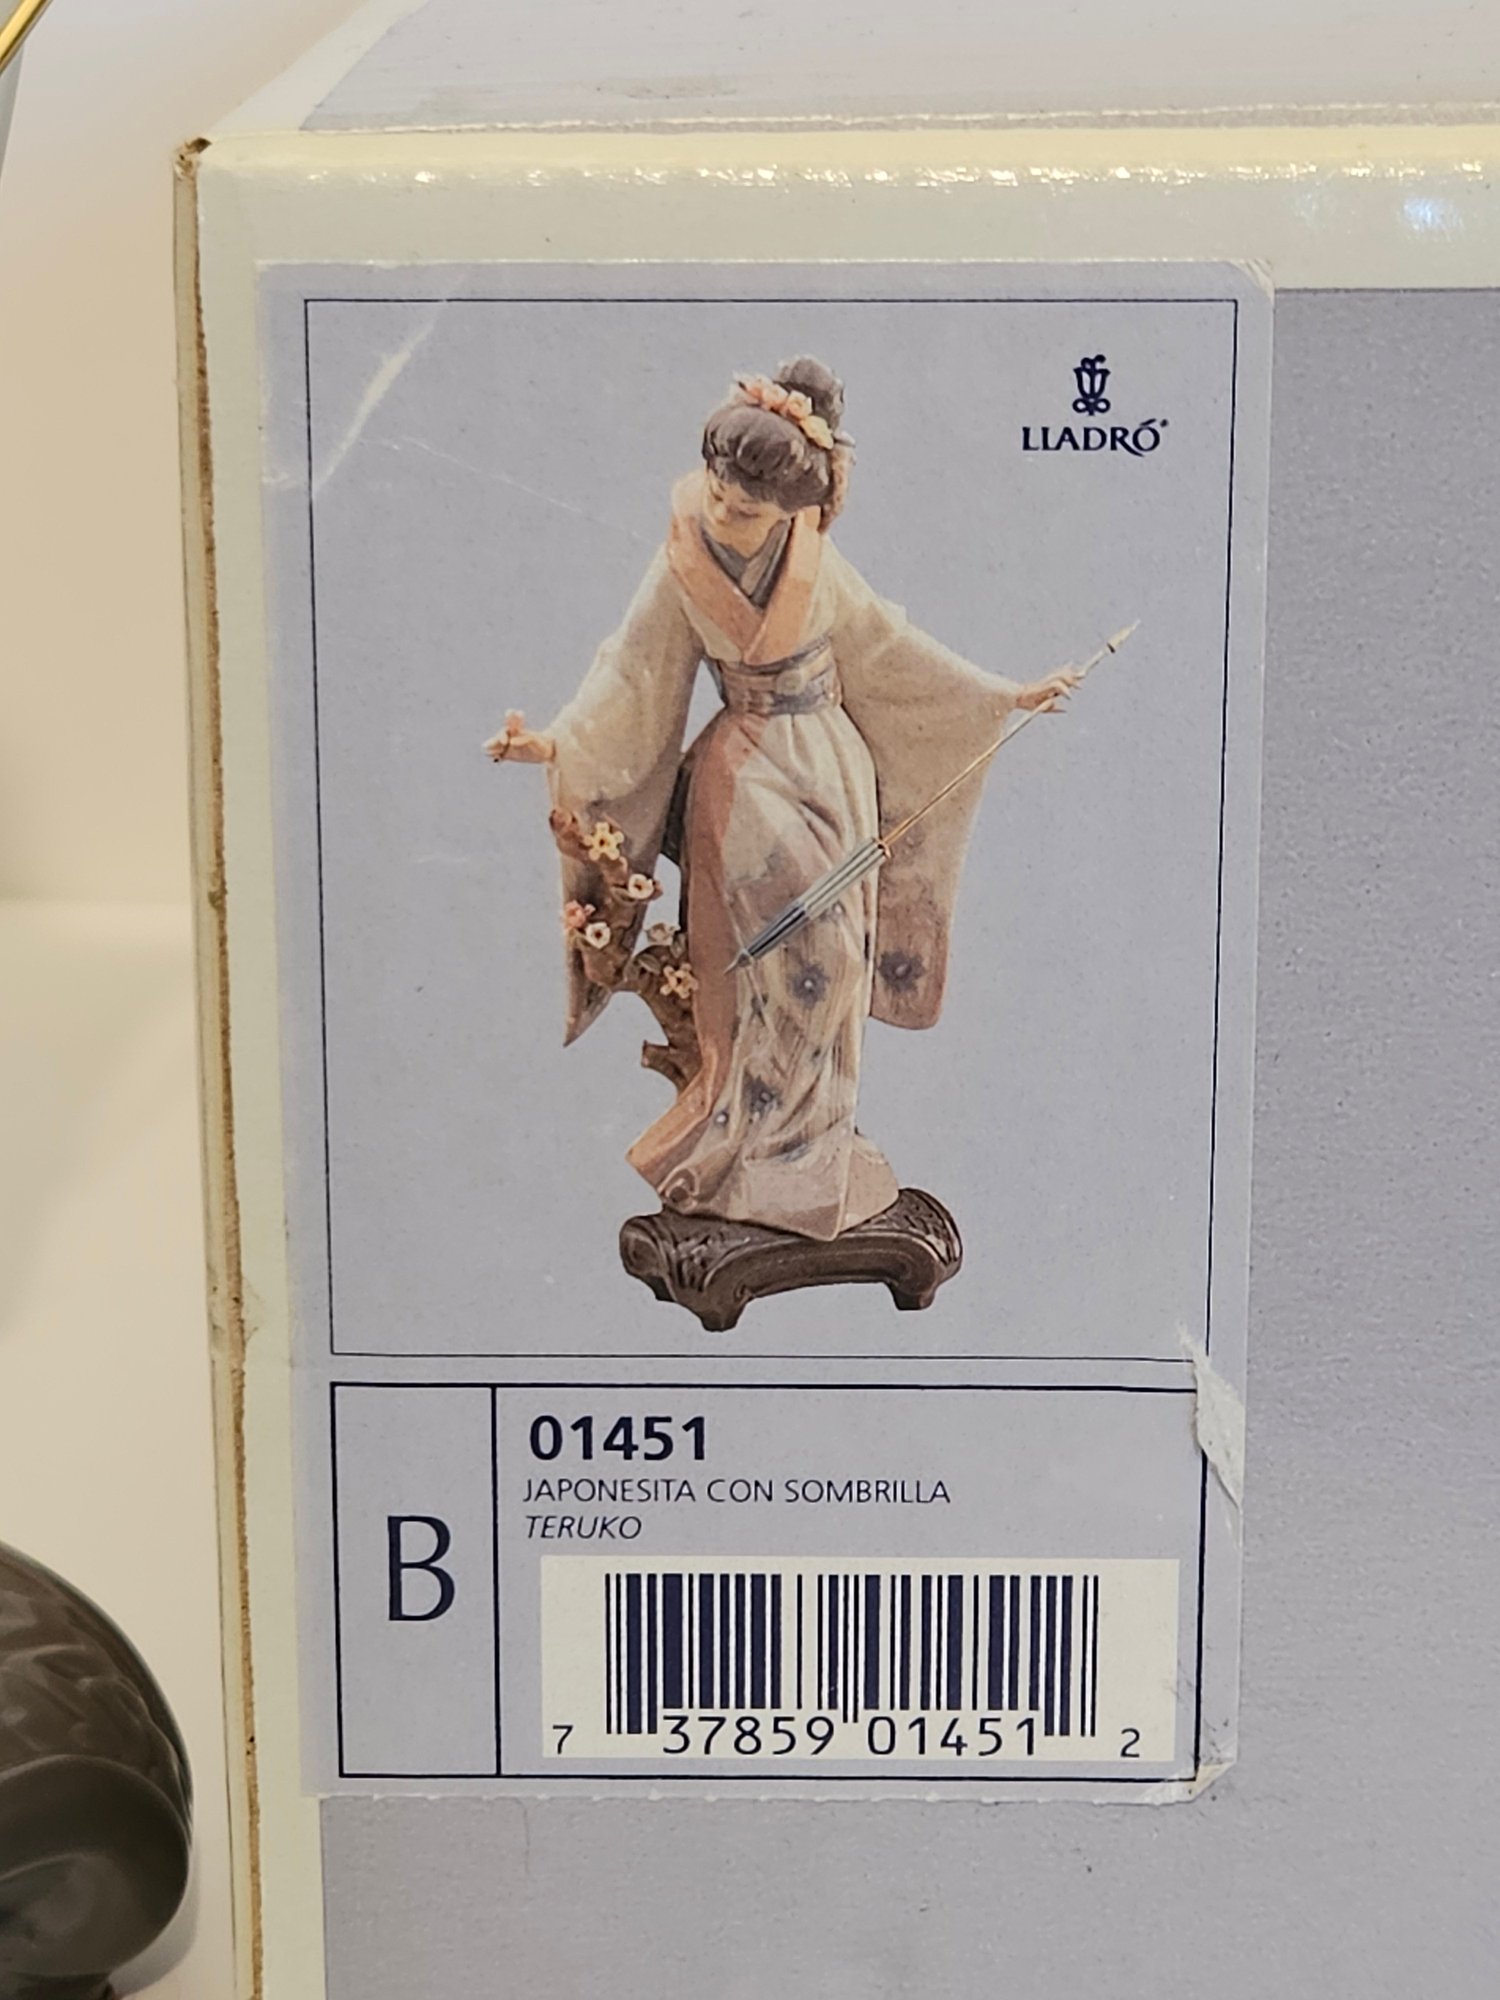 LLADRÓ®
01451
JAPONESITA CON SOMBRILLA
TERUKO
B
7 37859 01451 2